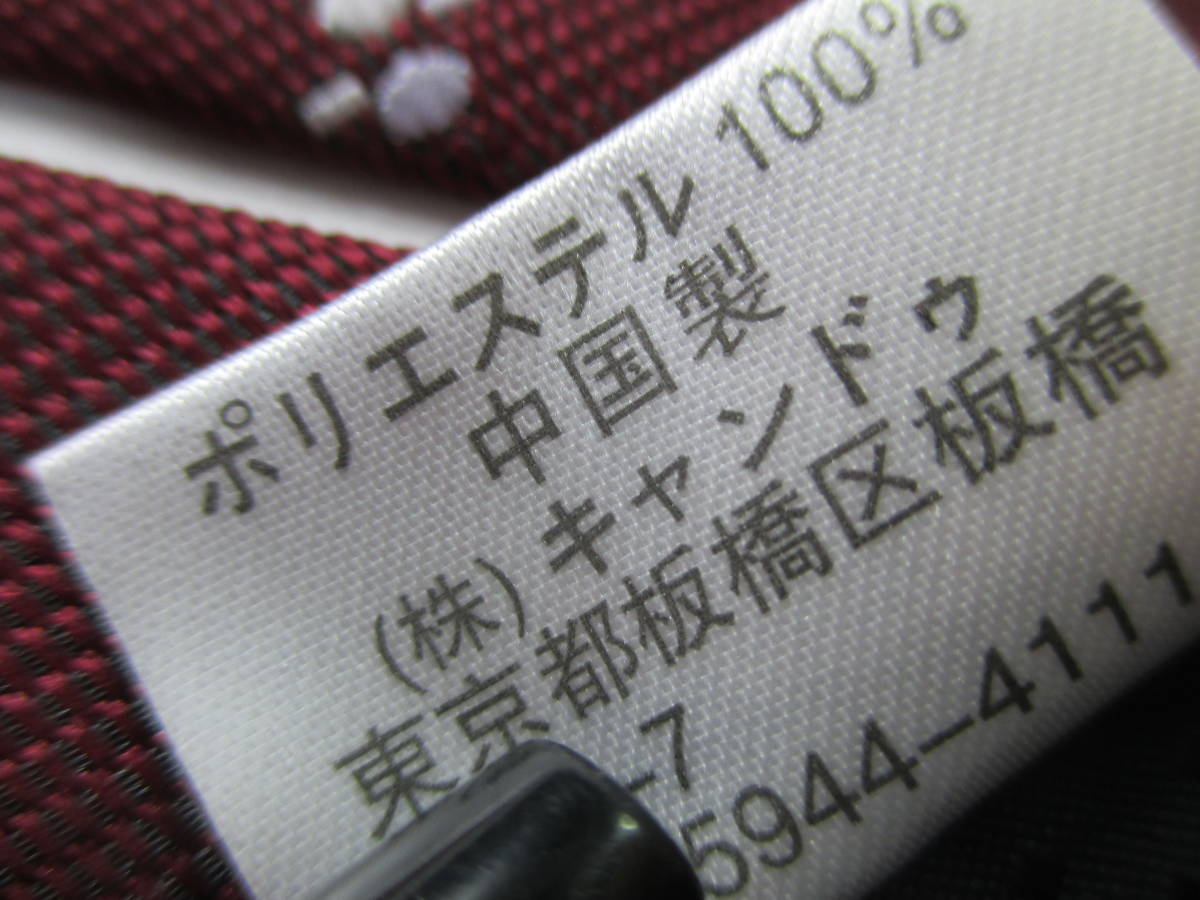 ポリエステル 100%
中国製
(株)キャンドゥ
東京都板橋区板橋
-7
5944-4111